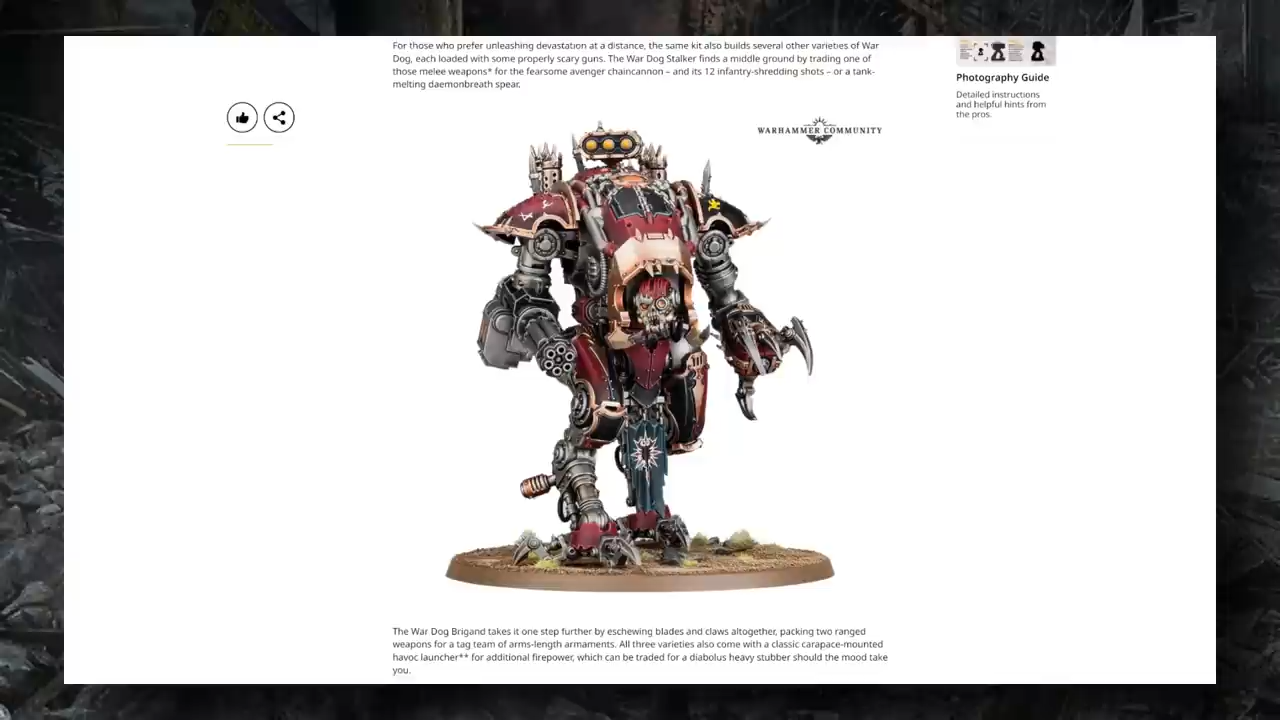 For those who prefer unleashing devastation at a distance, the same kit also builds several other varieties of War
Dog, each loaded with some properly scary guns. The War Dog Stalker finds a middle ground by trading one of
those melee weapons* for the fearsome avenger chaincannon – and its 12 infantry-shredding shots – or a tank-
melting daemonbreath spear.
WARHAMMER COMMUNITY
Photography Guide
Detailed instructions
and helpful hints from
the pros.
The War Dog Brigand takes it one step further by eschewing blades and claws altogether, packing two ranged
weapons for a tag team of arms-length armaments. All three varieties also come with a classic carapace-mounted
havoc launcher** for additional firepower, which can be traded for a diabolus heavy stubber should the mood take
you.